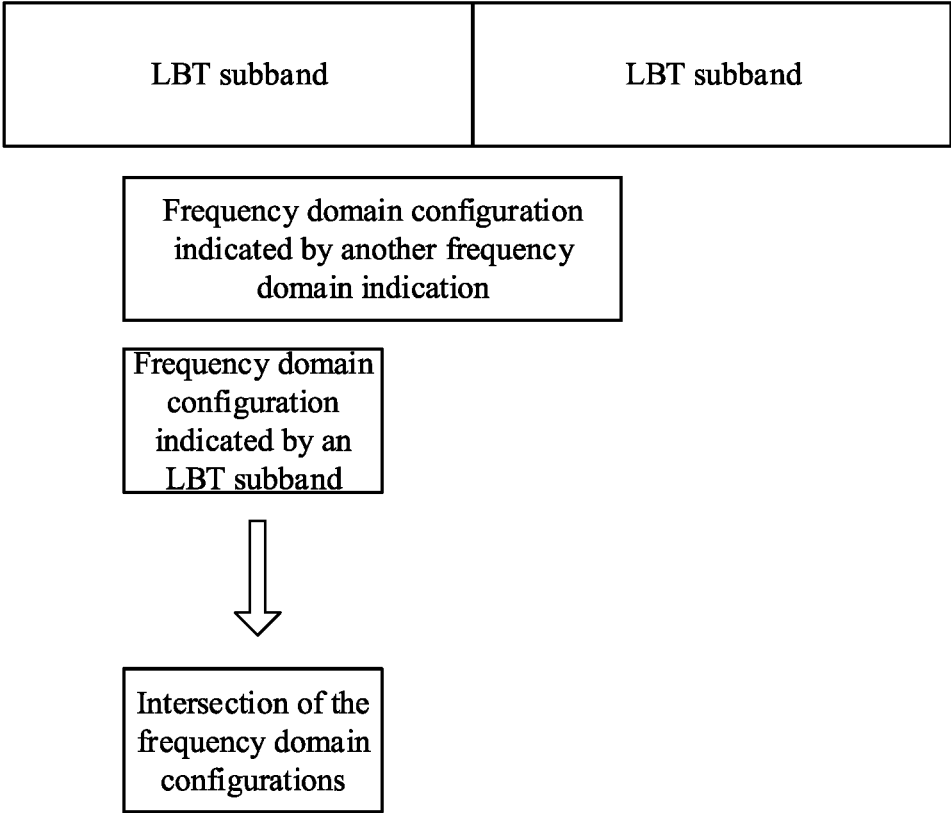 LBT subband
LBT subband
Frequency domain configuration
indicated by another frequency
domain indication
Frequency domain
configuration
indicated by an
LBT subband
Intersection of the
frequency domain
configurations